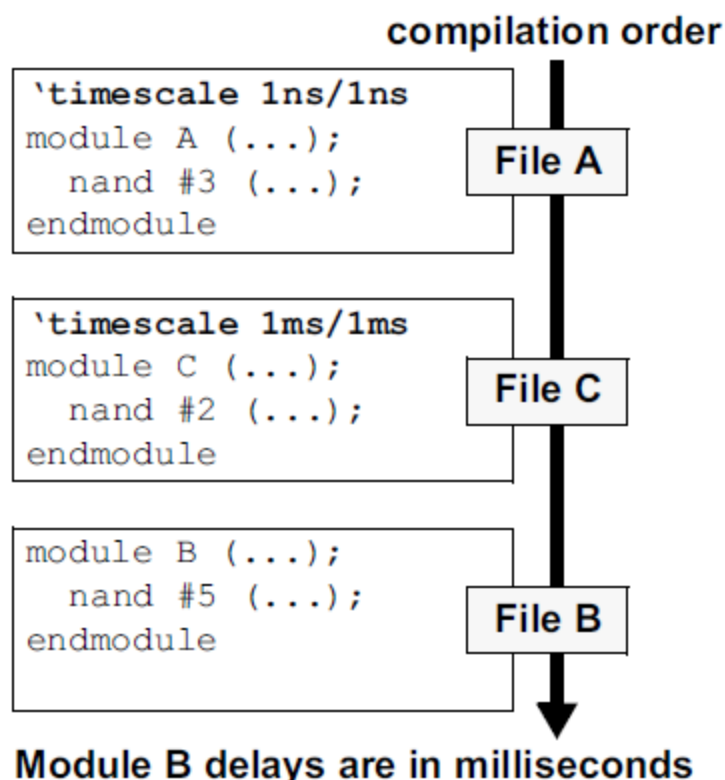 compilation order
‘timescale 1ns/1ns
module A (...);
nand #3 (...);
endmodule
File A
‘timescale 1ms/1ms
module C (...);
nand #2 (...);
endmodule
File C
module B (...);
nand #5 (...);
endmodule
File B
Module B delays are in milliseconds